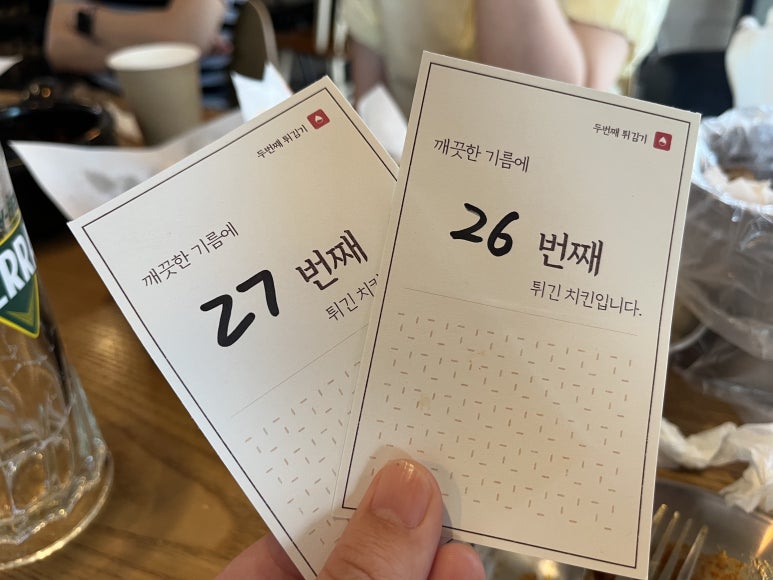 두번째 튀김기
깨끗한 기름에
27 번째
튀긴 치킨
두번째 튀김기
깨끗한 기름에
26 번째
튀긴 치킨입니다.
ERR